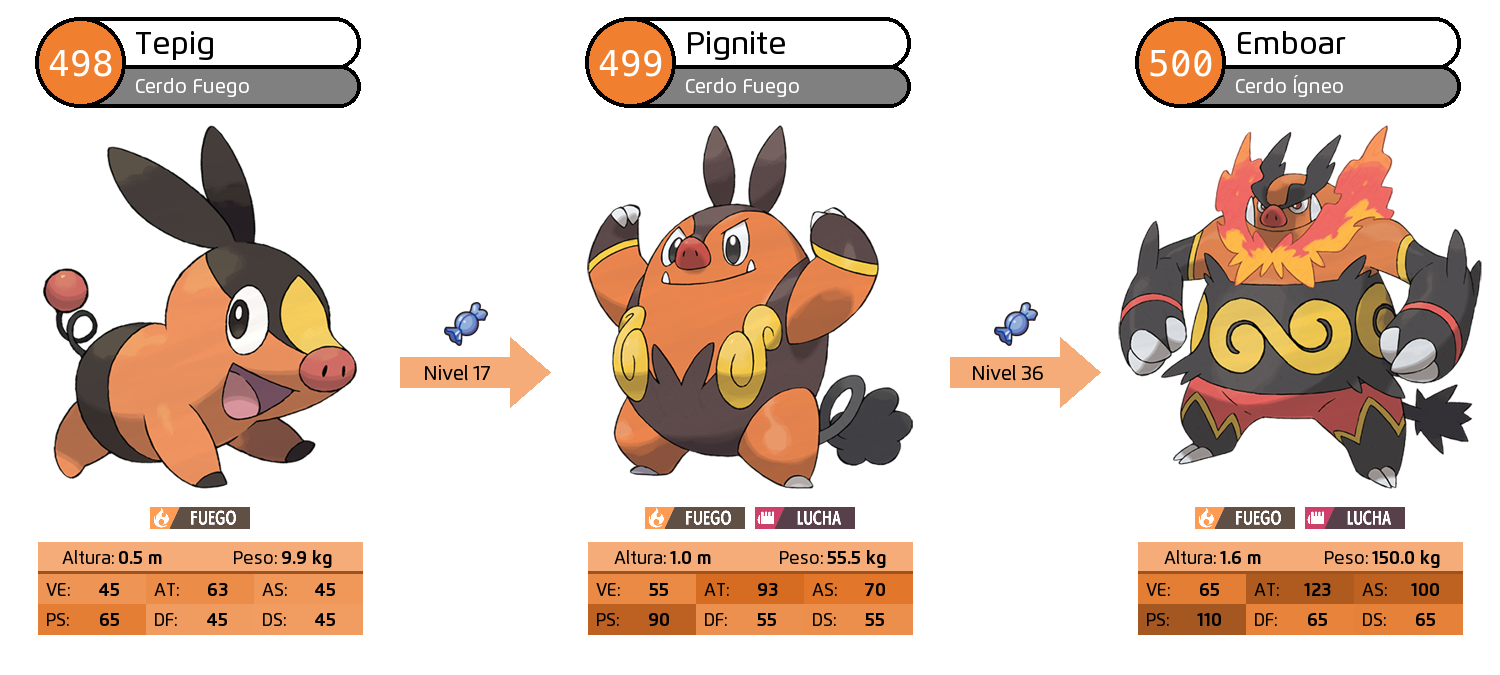 498
Tepig
Cerdo Fuego
499
Pignite
Cerdo Fuego
500
Emboar
Cerdo Ígneo
Nivel 17
Nivel 36
FUEGO
FUEGO LUCHA
FUEGO LUCHA
Altura: 0.5 m Peso: 9.9 kg
VE: 45 AT: 63 AS: 45
PS: 65 DF: 45 DS: 45
Altura: 1.0 m Peso: 55.5 kg
VE: 55 AT: 93 AS: 70
PS: 90 DF: 55 DS: 55
Altura: 1.6 m Peso: 150.0 kg
VE: 65 AT: 123 AS: 100
PS: 110 DF: 65 DS: 65